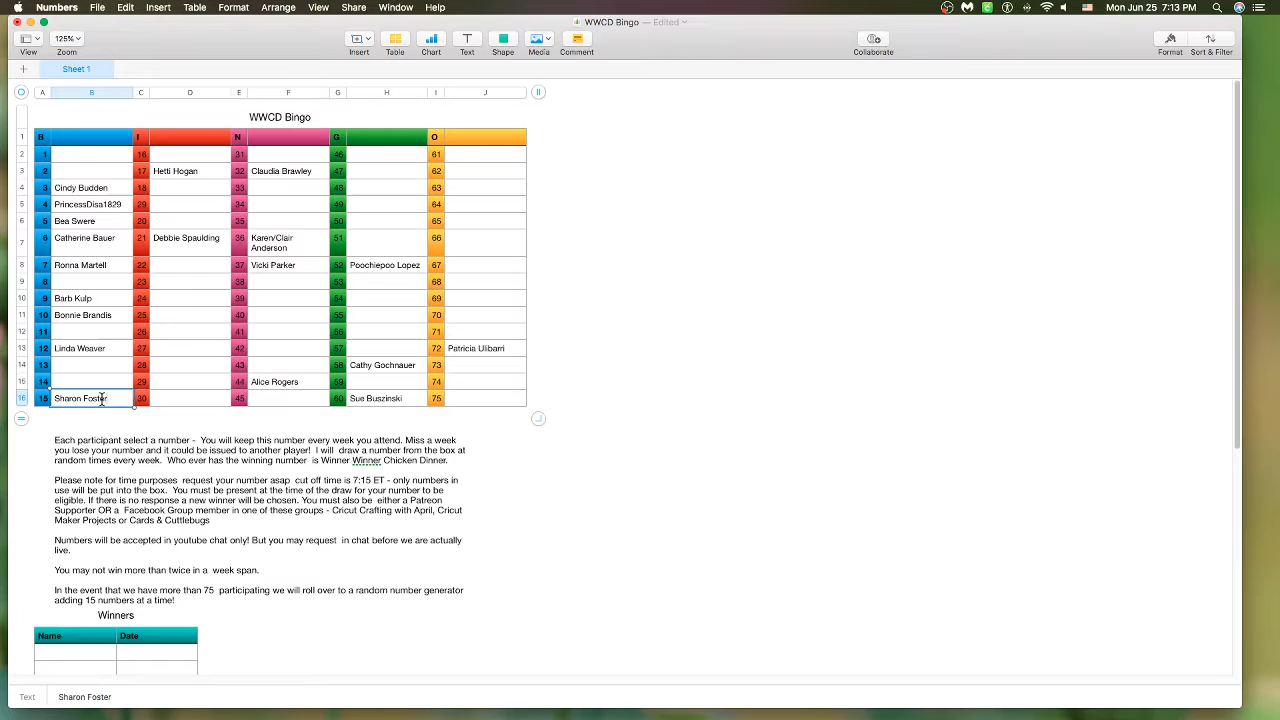 Numbers File Edit Insert Table Format Arrange View Share Window Help Mon Jun 25 7:13 PM
WWCD Bingo — Edited
125%
View Zoom Insert Table Chart Text Shape Media Comment Collaborate Format Sort & Filter
Sheet 1
A B C D E F G H I J
WWCD Bingo
1 B I N G O
2 1 16 31 46 61
3 2 17 Hetti Hogan 32 Claudia Brawley 47 62
4 3 Cindy Budden 18 33 48 63
5 4 PrincessDisa1829 29 34 49 64
6 5 Bea Swere 20 35 50 65
7 6 Catherine Bauer 21 Debbie Spaulding 36 Karen/Clair 51 66
Anderson
8 7 Ronna Martell 22 37 Vicki Parker 52 Poochiepoo Lopez 67
9 8 23 38 53 68
10 9 Barb Kulp 24 39 54 69
11 10 Bonnie Brandis 25 40 55 70
12 11 26 41 56 71
13 12 Linda Weaver 27 42 57 72 Patricia Ulibarri
14 13 28 43 58 Cathy Gochnauer 73
15 14 29 44 Alice Rogers 59 74
16 15 Sharon Foster 30 45 60 Sue Buszinski 75
Each participant select a number - You will keep this number every week you attend. Miss a week
you lose your number and it could be issued to another player! I will draw a number from the box at
random times every week. Who ever has the winning number is Winner Winner Chicken Dinner.
Please note for time purposes request your number asap cut off time is 7:15 ET - only numbers in
use will be put into the box. You must be present at the time of the draw for your number to be
eligible. If there is no response a new winner will be chosen. You must also be either a Patreon
Supporter OR a Facebook Group member in one of these groups - Cricut Crafting with April, Cricut
Maker Projects or Cards & Cuttlebugs
Numbers will be accepted in youtube chat only! But you may request in chat before we are actually
live.
You may not win more than twice in a week span.
In the event that we have more than 75 participating we will roll over to a random number generator
adding 15 numbers at a time!
Winners
Name Date
Text Sharon Foster